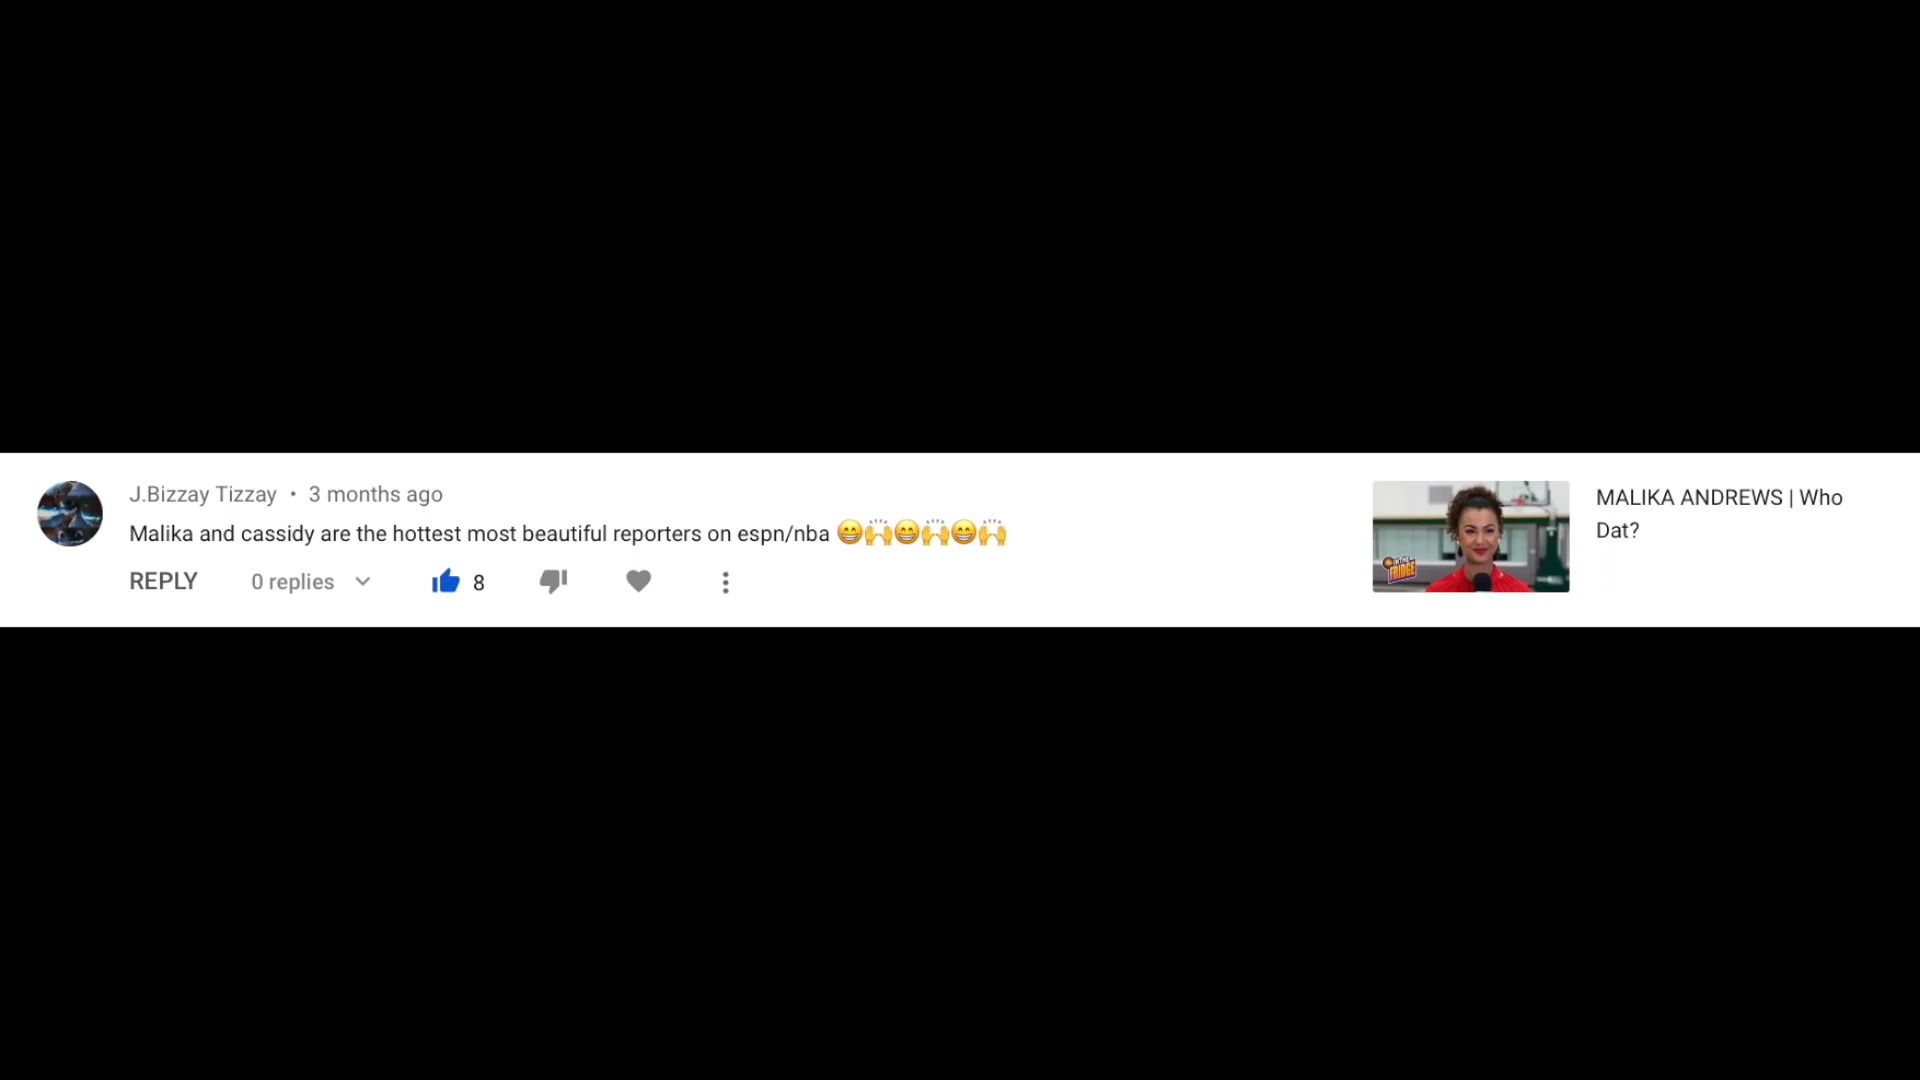 J.Bizzay Tizzay • 3 months ago
Malika and cassidy are the hottest most beautiful reporters on espn/nba 😁🙌😁🙌😁🙌
REPLY 0 replies 8
MALIKA ANDREWS | Who
Dat?
FRIDGE